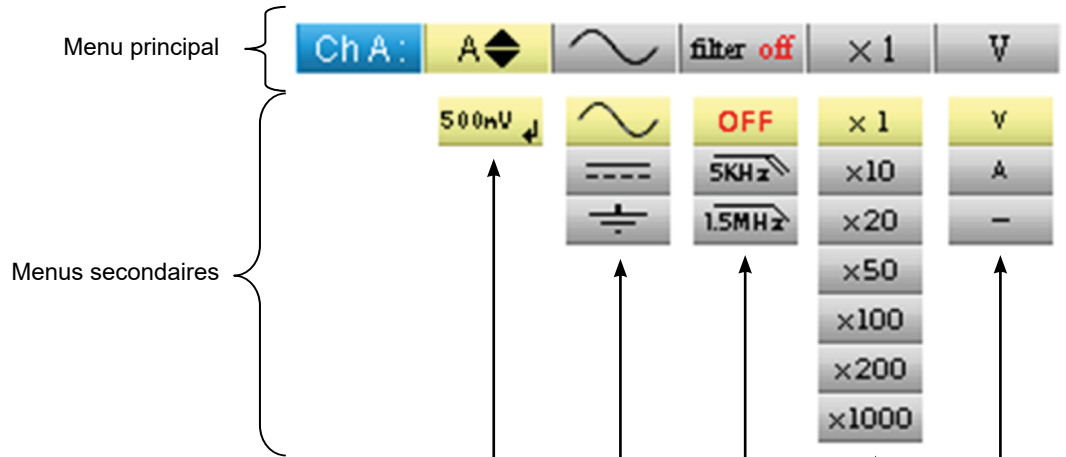 Menu principal
Ch A : A filter off ×1 V
Menus secondaires
500mV OFF ×1 V
5KHz ×10 A
1.5MHz ×20 –
×50
×100
×200
×1000